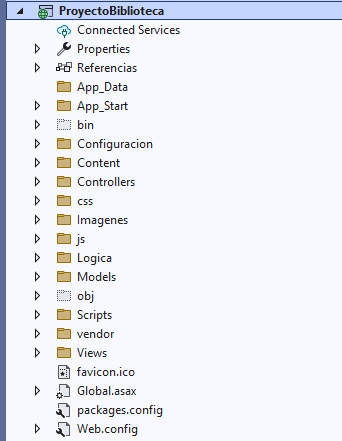 ProyectoBiblioteca
Connected Services
Properties
Referencias
App_Data
App_Start
bin
Configuracion
Content
Controllers
css
Imagenes
js
Logica
Models
obj
Scripts
vendor
Views
favicon.ico
Global.asax
packages.config
Web.config